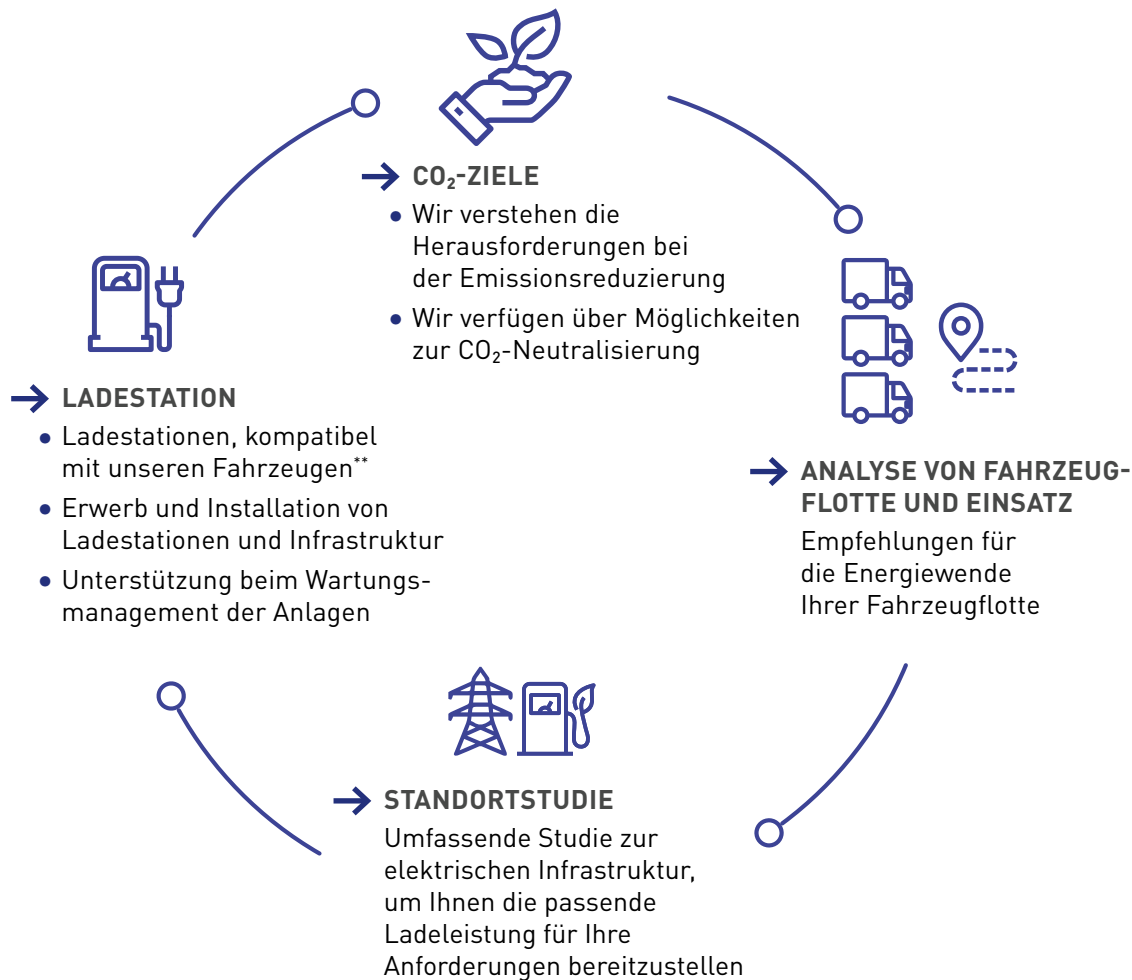 CO₂-ZIELE
• Wir verstehen die
Herausforderungen bei
der Emissionsreduzierung
• Wir verfügen über Möglichkeiten
zur CO₂-Neutralisierung
ANALYSE VON FAHRZEUG-
FLOTTE UND EINSATZ
Empfehlungen für
die Energiewende
Ihrer Fahrzeugflotte
STANDORTSTUDIE
Umfassende Studie zur
elektrischen Infrastruktur,
um Ihnen die passende
Ladeleistung für Ihre
Anforderungen bereitzustellen
LADESTATION
• Ladestationen, kompatibel
mit unseren Fahrzeugen**
• Erwerb und Installation von
Ladestationen und Infrastruktur
• Unterstützung beim Wartungs-
management der Anlagen